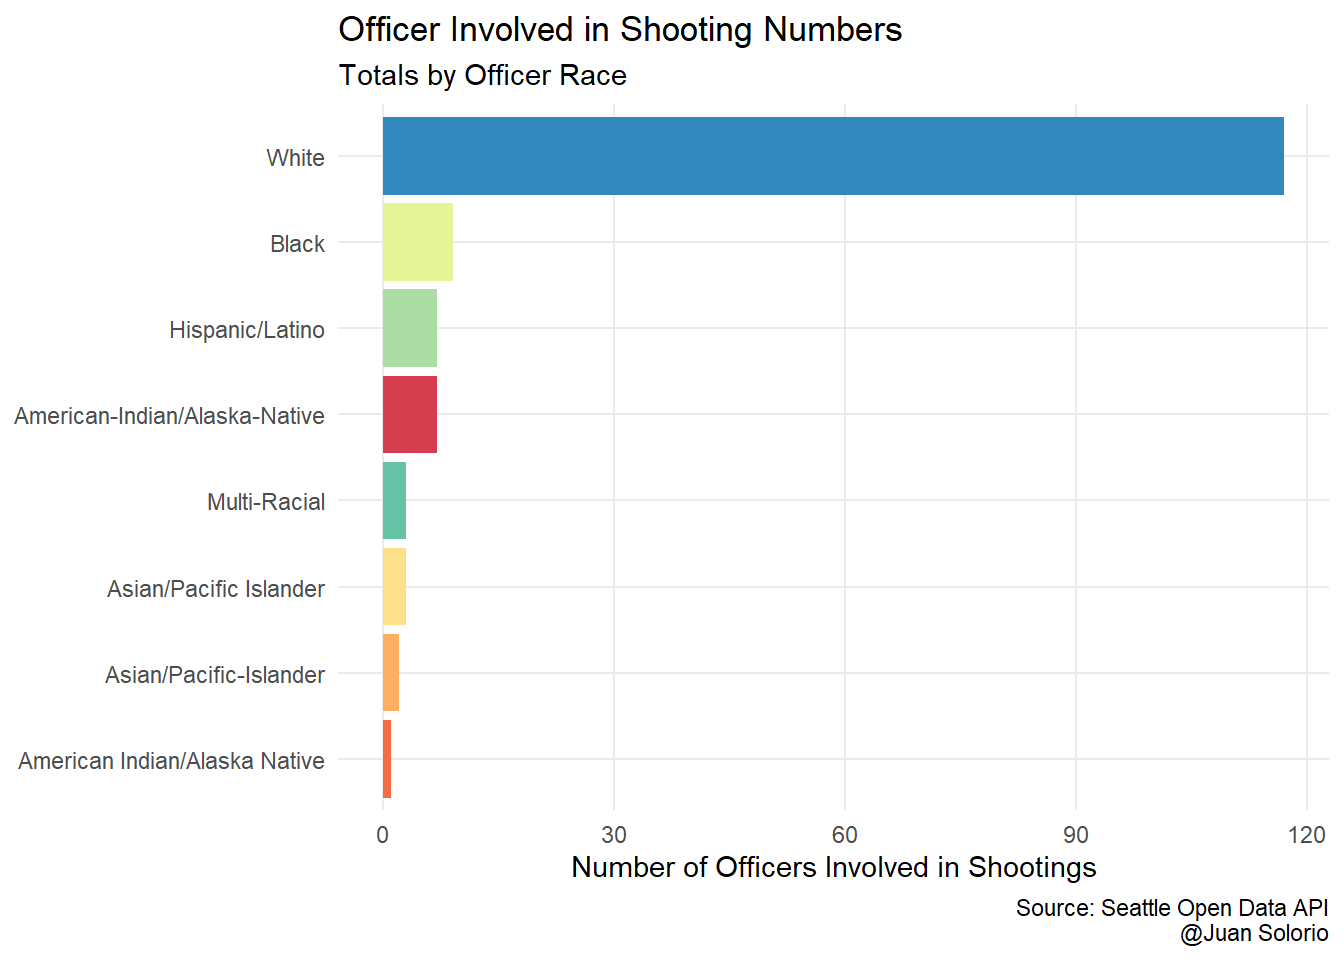 Officer Involved in Shooting Numbers
Totals by Officer Race
White
Black
Hispanic/Latino
American-Indian/Alaska-Native
Multi-Racial
Asian/Pacific Islander
Asian/Pacific-Islander
American Indian/Alaska Native
0 30 60 90 120
Number of Officers Involved in Shootings
Source: Seattle Open Data API
@Juan Solorio